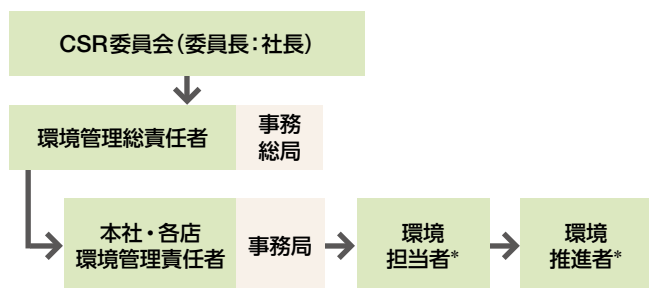 CSR委員会(委員長:社長)
環境管理総責任者
事務
総局
本社・各店
環境管理責任者
事務局
環境
担当者*
環境
推進者*